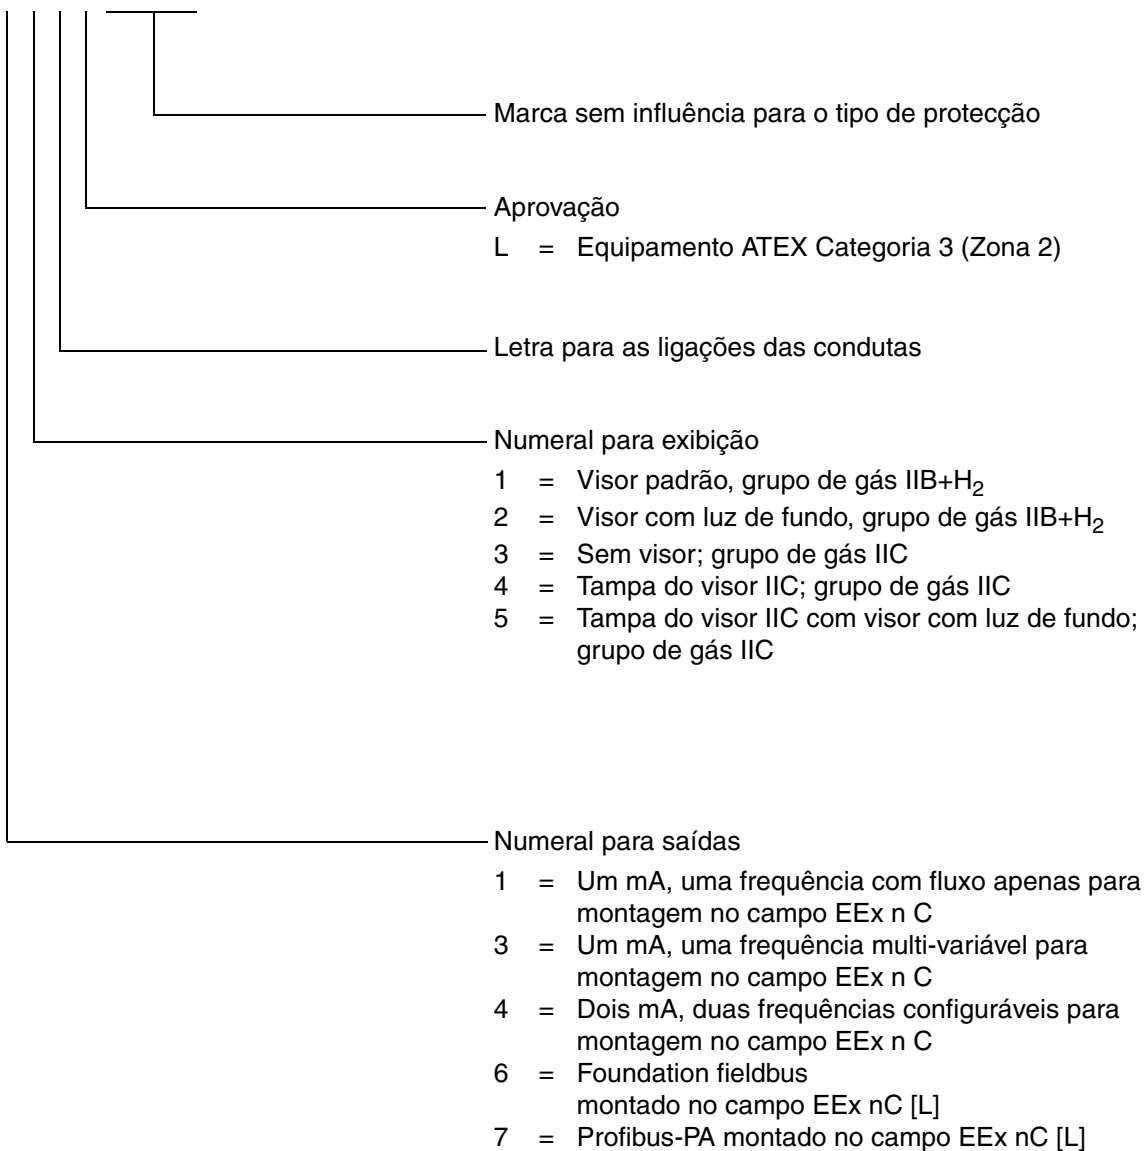 Marca sem influência para o tipo de protecção
Aprovação
L = Equipamento ATEX Categoria 3 (Zona 2)
Letra para as ligações das condutas
Numeral para exibição
1 = Visor padrão, grupo de gás IIB+H₂
2 = Visor com luz de fundo, grupo de gás IIB+H₂
3 = Sem visor; grupo de gás IIC
4 = Tampa do visor IIC; grupo de gás IIC
5 = Tampa do visor IIC com visor com luz de fundo;
grupo de gás IIC
Numeral para saídas
1 = Um mA, uma frequência com fluxo apenas para
montagem no campo EEx n C
3 = Um mA, uma frequência multi-variável para
montagem no campo EEx n C
4 = Dois mA, duas frequências configuráveis para
montagem no campo EEx n C
6 = Foundation fieldbus
montado no campo EEx nC [L]
7 = Profibus-PA montado no campo EEx nC [L]